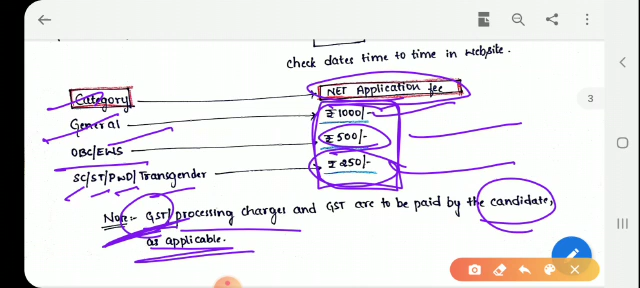 check dates time to time in website.
Category NET Application fee
General ₹1000/-
OBC/EWS ₹500/-
SC/ST/PWD/Transgender ₹250/-
3
Note:- GST/processing charges and GST are to be paid by the candidate,
as applicable.